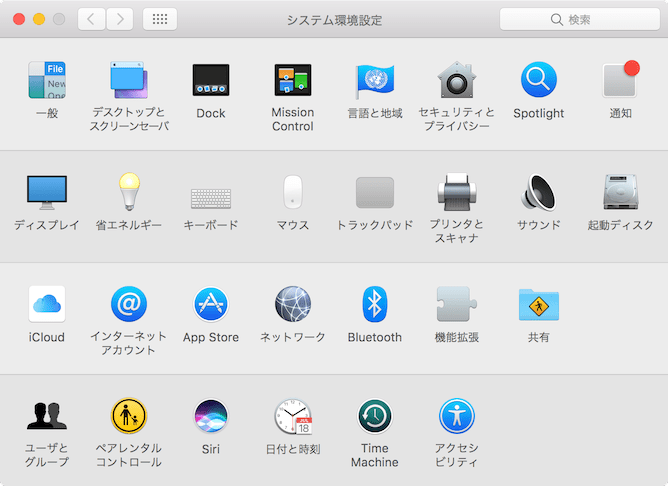 システム環境設定
検索
File
New
One
一般
デスクトップと
スクリーンセーバ
Dock
Mission
Control
言語と地域
セキュリティと
プライバシー
Spotlight
通知
ディスプレイ
省エネルギー
キーボード
マウス
トラックパッド
プリンタと
スキャナ
サウンド
起動ディスク
iCloud
@
インターネット
アカウント
App Store
ネットワーク
Bluetooth
機能拡張
共有
ユーザと
グループ
ペアレンタル
コントロール
Siri
JUL
18
日付と時刻
Time
Machine
アクセシ
ビリティ